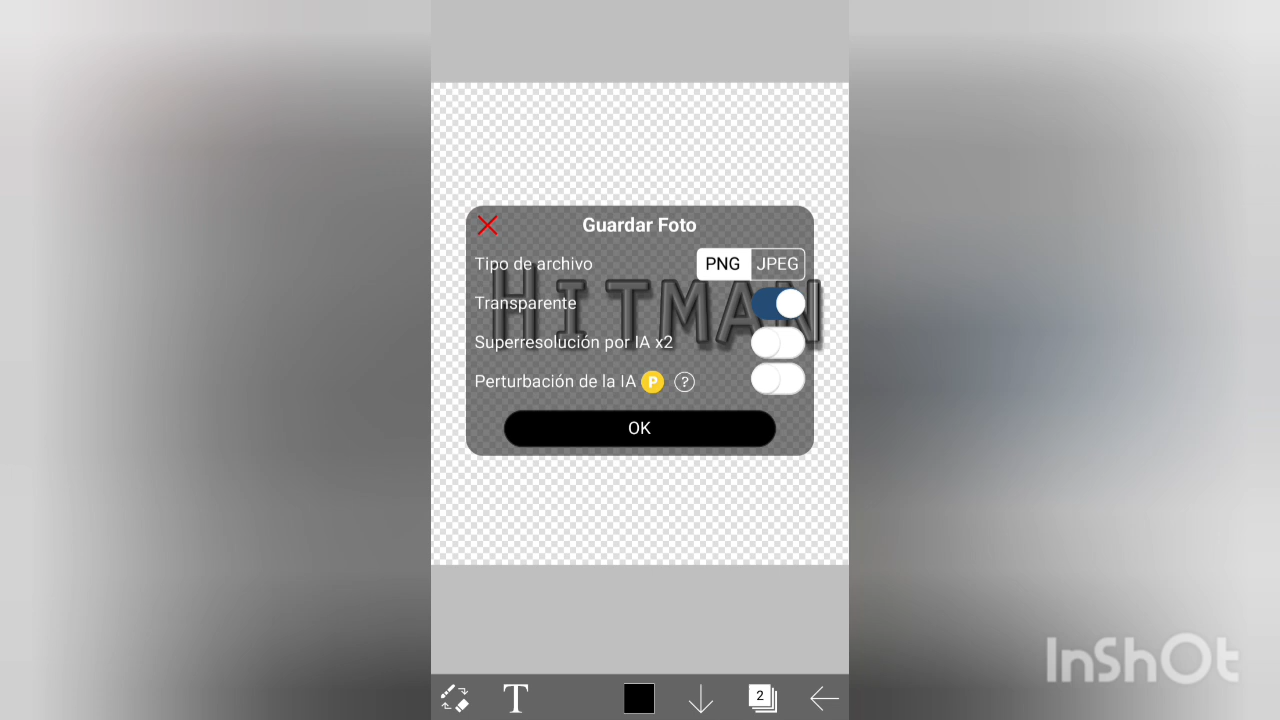 Guardar Foto
Tipo de archivo PNG JPEG
HITMAN
Transparente
Superresolución por IA x2
Perturbación de la IA P ?
OK
T 2
InShOt